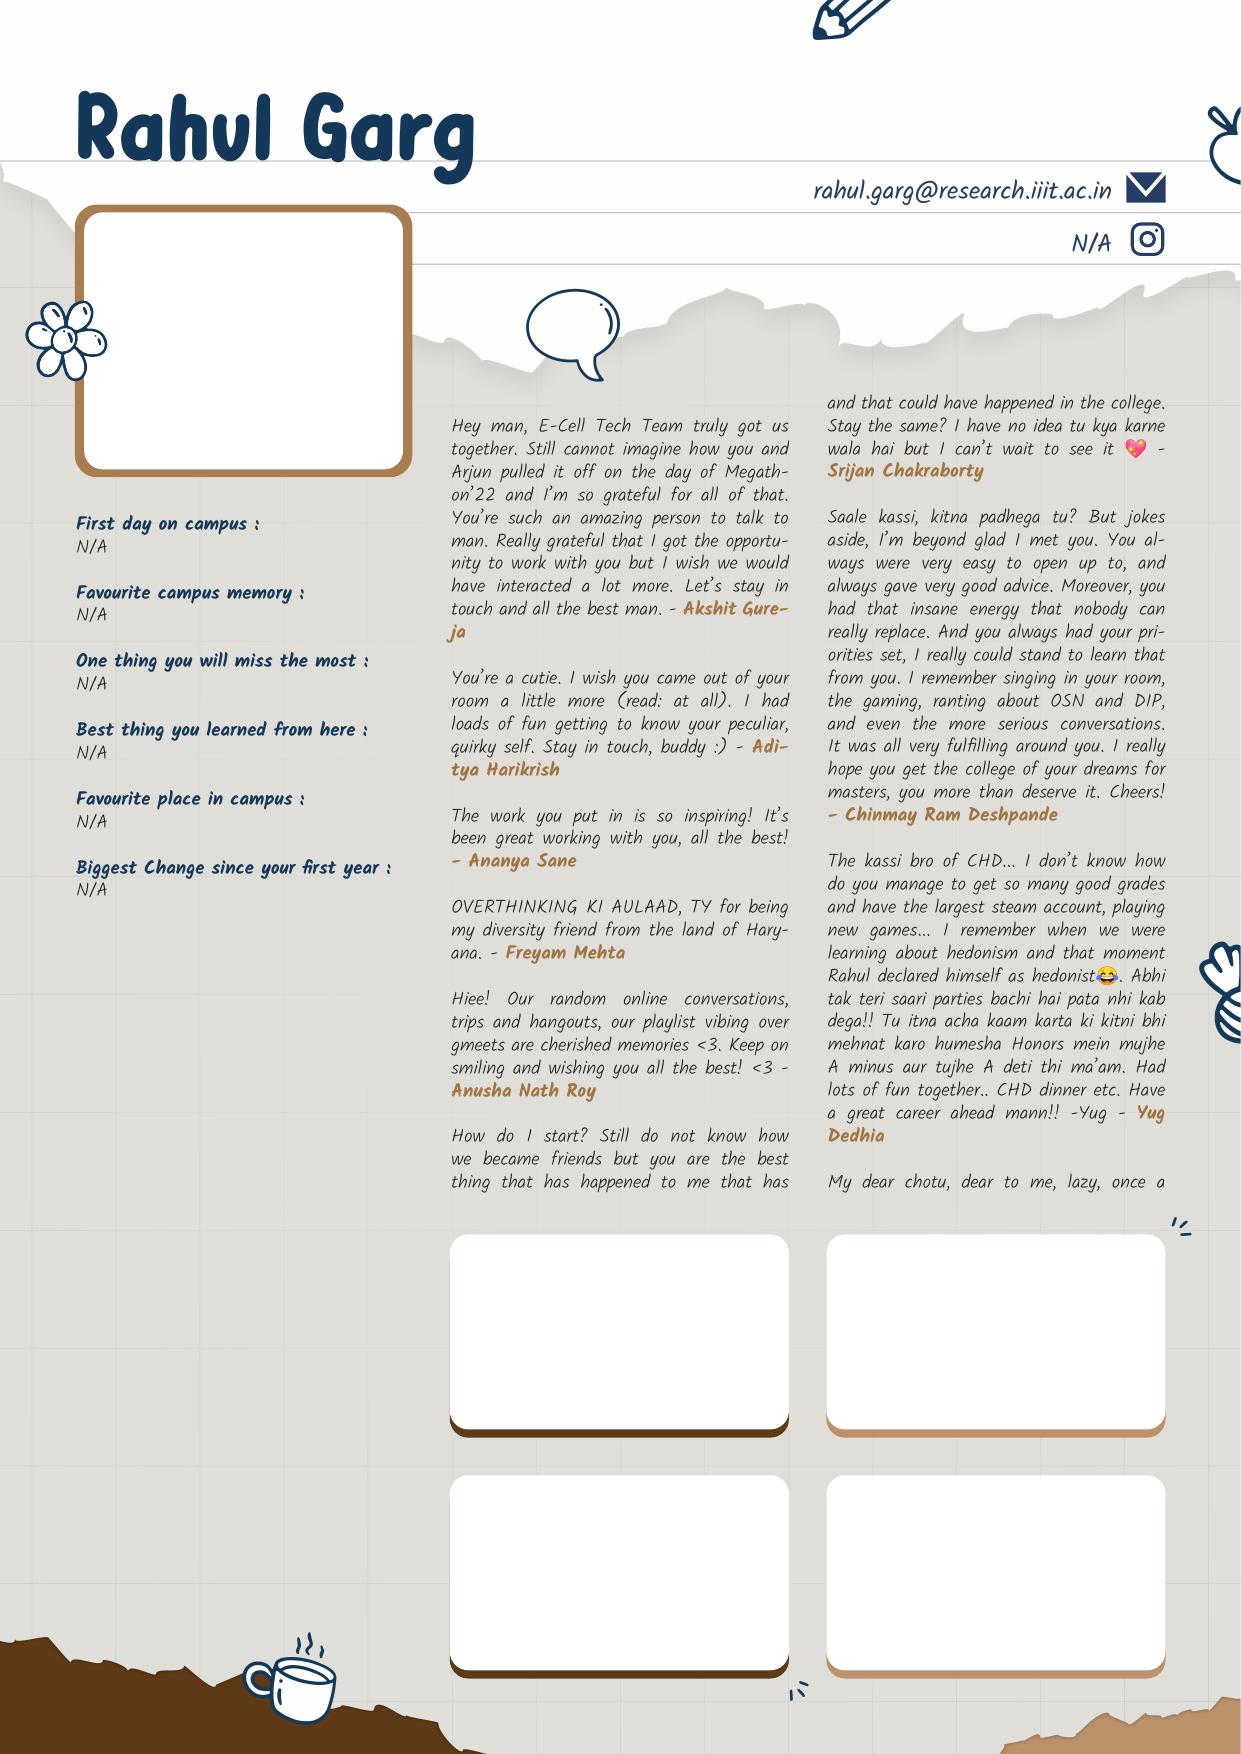 Rahul Garg
rahul.garg@research.iiit.ac.in
N/A
First day on campus :
N/A
Favourite campus memory :
N/A
One thing you will miss the most :
N/A
Best thing you learned from here :
N/A
Favourite place in campus :
N/A
Biggest Change since your first year :
N/A
Hey man, E-Cell Tech Team truly got us
together. Still cannot imagine how you and
Arjun pulled it off on the day of Megath-
on'22 and I'm so grateful for all of that.
You're such an amazing person to talk to
man. Really grateful that I got the opportu-
nity to work with you but I wish we would
have interacted a lot more. Let's stay in
touch and all the best man. - Akshit Gure-
ja
You're a cutie. I wish you came out of your
room a little more (read: at all). I had
loads of fun getting to know your peculiar,
quirky self. Stay in touch, buddy :) - Adi-
tya Harikrish
The work you put in is so inspiring! It's
been great working with you, all the best!
- Ananya Sane
OVERTHINKING KI AULAAD, TY for being
my diversity friend from the land of Hary-
ana. - Freyam Mehta
Hiee! Our random online conversations,
trips and hangouts, our playlist vibing over
gmeets are cherished memories <3. Keep on
smiling and wishing you all the best! <3 -
Anusha Nath Roy
How do I start? Still do not know how
we became friends but you are the best
thing that has happened to me that has
and that could have happened in the college.
Stay the same? I have no idea tu kya karne
wala hai but I can't wait to see it 💖 -
Srijan Chakraborty
Saale kassi, kitna padhega tu? But jokes
aside, I'm beyond glad I met you. You al-
ways were very easy to open up to, and
always gave very good advice. Moreover, you
had that insane energy that nobody can
really replace. And you always had your pri-
orities set, I really could stand to learn that
from you. I remember singing in your room,
the gaming, ranting about OSN and DIP,
and even the more serious conversations.
It was all very fulfilling around you. I really
hope you get the college of your dreams for
masters, you more than deserve it. Cheers!
- Chinmay Ram Deshpande
The kassi bro of CHD... I don't know how
do you manage to get so many good grades
and have the largest steam account, playing
new games... I remember when we were
learning about hedonism and that moment
Rahul declared himself as hedonist😂. Abhi
tak teri saari parties bachi hai pata nhi kab
dega!! Tu itna acha kaam karta ki kitni bhi
mehnat karo humesha Honors mein mujhe
A minus aur tujhe A deti thi ma'am. Had
lots of fun together.. CHD dinner etc. Have
a great career ahead mann!! -Yug - Yug
Dedhia
My dear chotu, dear to me, lazy, once a